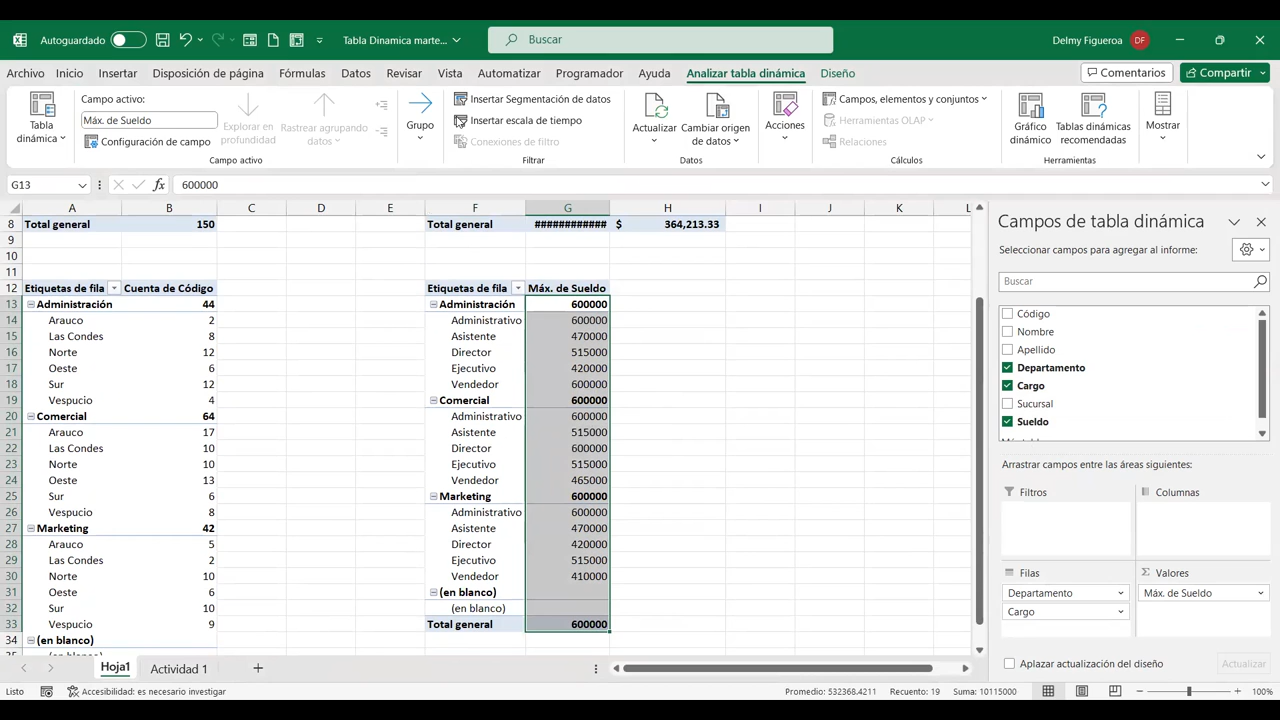 Autoguardado Tabla Dinamica marte... Buscar Delmy Figueroa DF
Archivo Inicio Insertar Disposición de página Fórmulas Datos Revisar Vista Automatizar Programador Ayuda Analizar tabla dinámica Diseño Comentarios Compartir
Tabla dinámica
Campo activo:
Máx. de Sueldo
Configuración de campo
Explorar en profundidad
Rastrear agrupando datos
Campo activo
Grupo
Insertar Segmentación de datos
Insertar escala de tiempo
Conexiones de filtro
Filtrar
Actualizar
Cambiar origen de datos
Datos
Acciones
Campos, elementos y conjuntos
Herramientas OLAP
Relaciones
Cálculos
Gráfico dinámico
Tablas dinámicas recomendadas
Herramientas
Mostrar
G13 fx 600000
A B C D E F G H I J K L
8 Total general 150 Total general ############ $ 364,213.33
9
10
11
12 Etiquetas de fila Cuenta de Código Etiquetas de fila Máx. de Sueldo
13 Administración 44 Administración 600000
14 Arauco 2 Administrativo 600000
15 Las Condes 8 Asistente 470000
16 Norte 12 Director 515000
17 Oeste 6 Ejecutivo 420000
18 Sur 12 Vendedor 600000
19 Vespucio 4 Comercial 600000
20 Comercial 64 Administrativo 600000
21 Arauco 17 Asistente 515000
22 Las Condes 10 Director 600000
23 Norte 10 Ejecutivo 515000
24 Oeste 13 Vendedor 465000
25 Sur 6 Marketing 600000
26 Vespucio 8 Administrativo 600000
27 Marketing 42 Asistente 470000
28 Arauco 5 Director 420000
29 Las Condes 2 Ejecutivo 515000
30 Norte 10 Vendedor 410000
31 Oeste 6 (en blanco)
32 Sur 10 (en blanco)
33 Vespucio 9 Total general 600000
34 (en blanco)
Campos de tabla dinámica
Seleccionar campos para agregar al informe:
Buscar
Código
Nombre
Apellido
Departamento
Cargo
Sucursal
Sueldo
Arrastrar campos entre las áreas siguientes:
Filtros Columnas
Filas Valores
Departamento Máx. de Sueldo
Cargo
Aplazar actualización del diseño Actualizar
Hoja1 Actividad 1
Listo Accesibilidad: es necesario investigar Promedio: 532368.4211 Recuento: 19 Suma: 10115000 100%